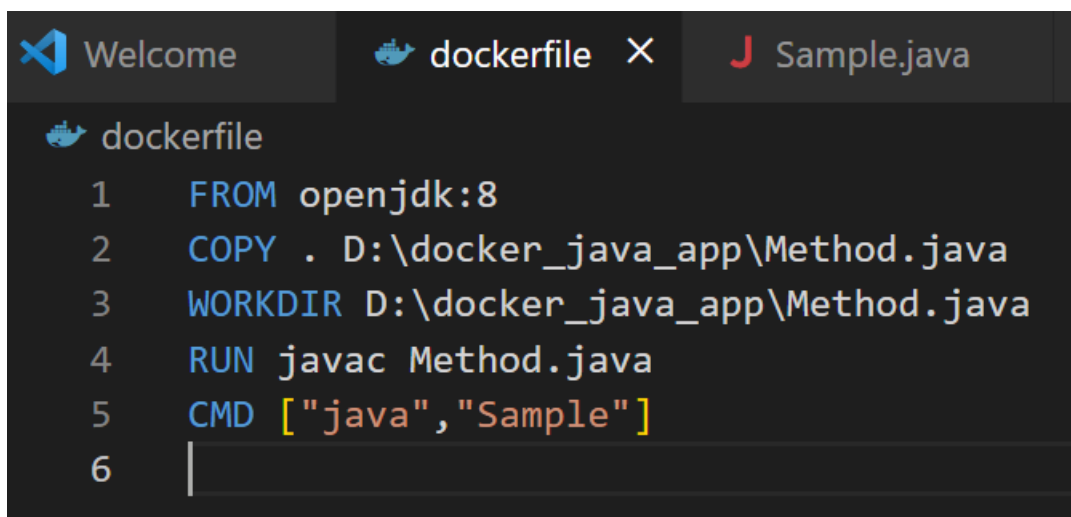 Welcome dockerfile Sample.java
dockerfile
1 FROM openjdk:8
2 COPY . D:\docker_java_app\Method.java
3 WORKDIR D:\docker_java_app\Method.java
4 RUN javac Method.java
5 CMD ["java","Sample"]
6